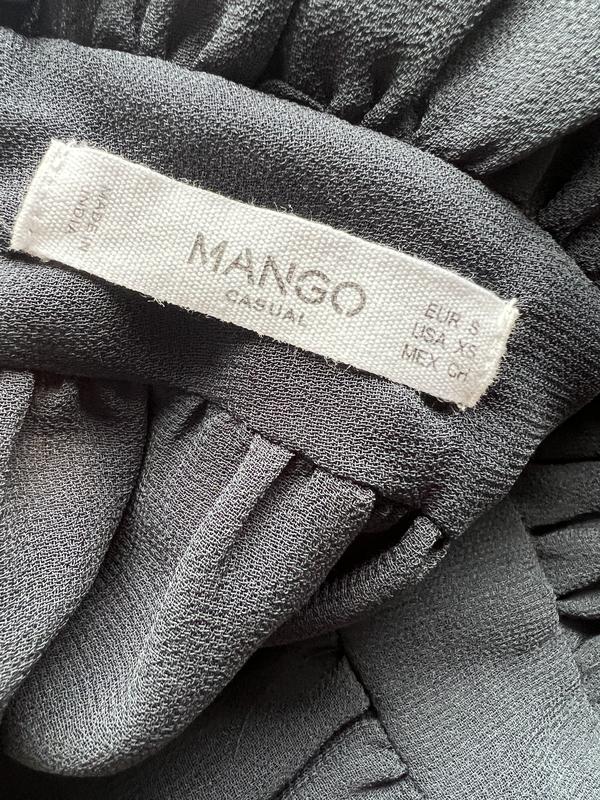 MADE IN
INDIA
MANGO
CASUAL
EUR S
USA XS
MEX CH